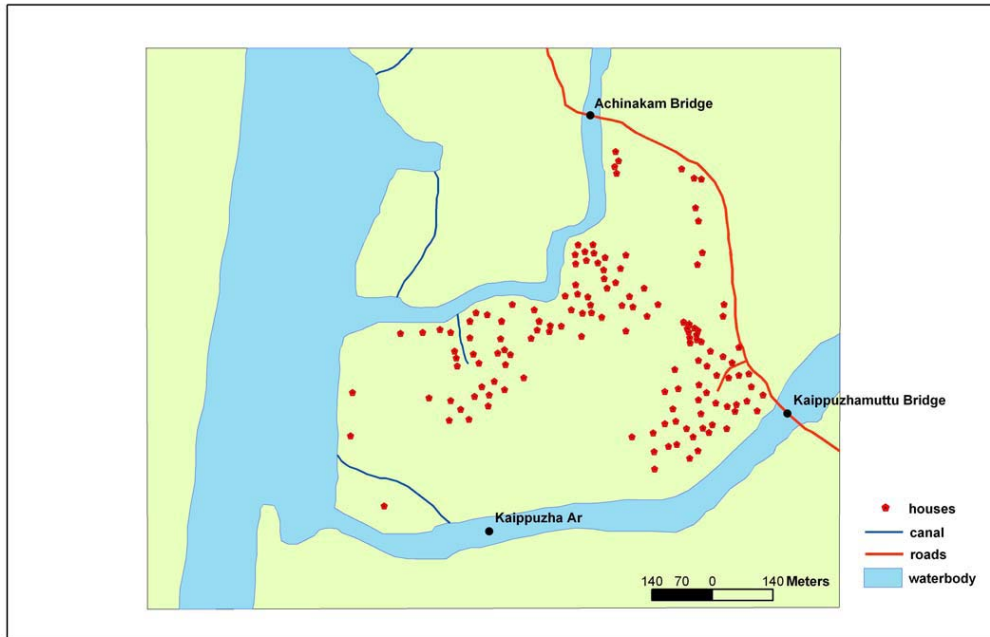 Achinakam Bridge
Kaippuzhamuttu Bridge
Kaippuzha Ar
houses
canal
roads
waterbody
140 70 0 140 Meters